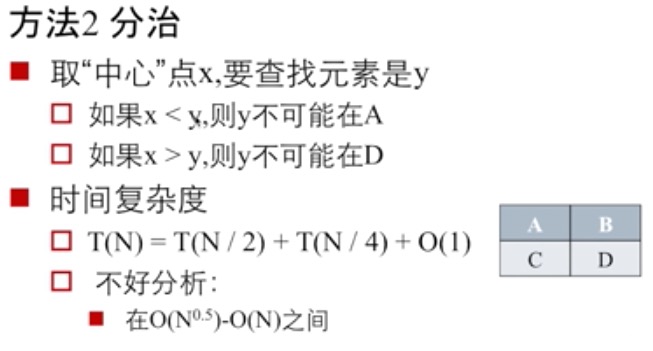 方法2 分治
取“中心”点x,要查找元素是y
如果x < y,则y不可能在A
如果x > y,则y不可能在D
时间复杂度
T(N) = T(N / 2) + T(N / 4) + O(1)
不好分析：
在O(N^0.5)-O(N)之间
A B
C D